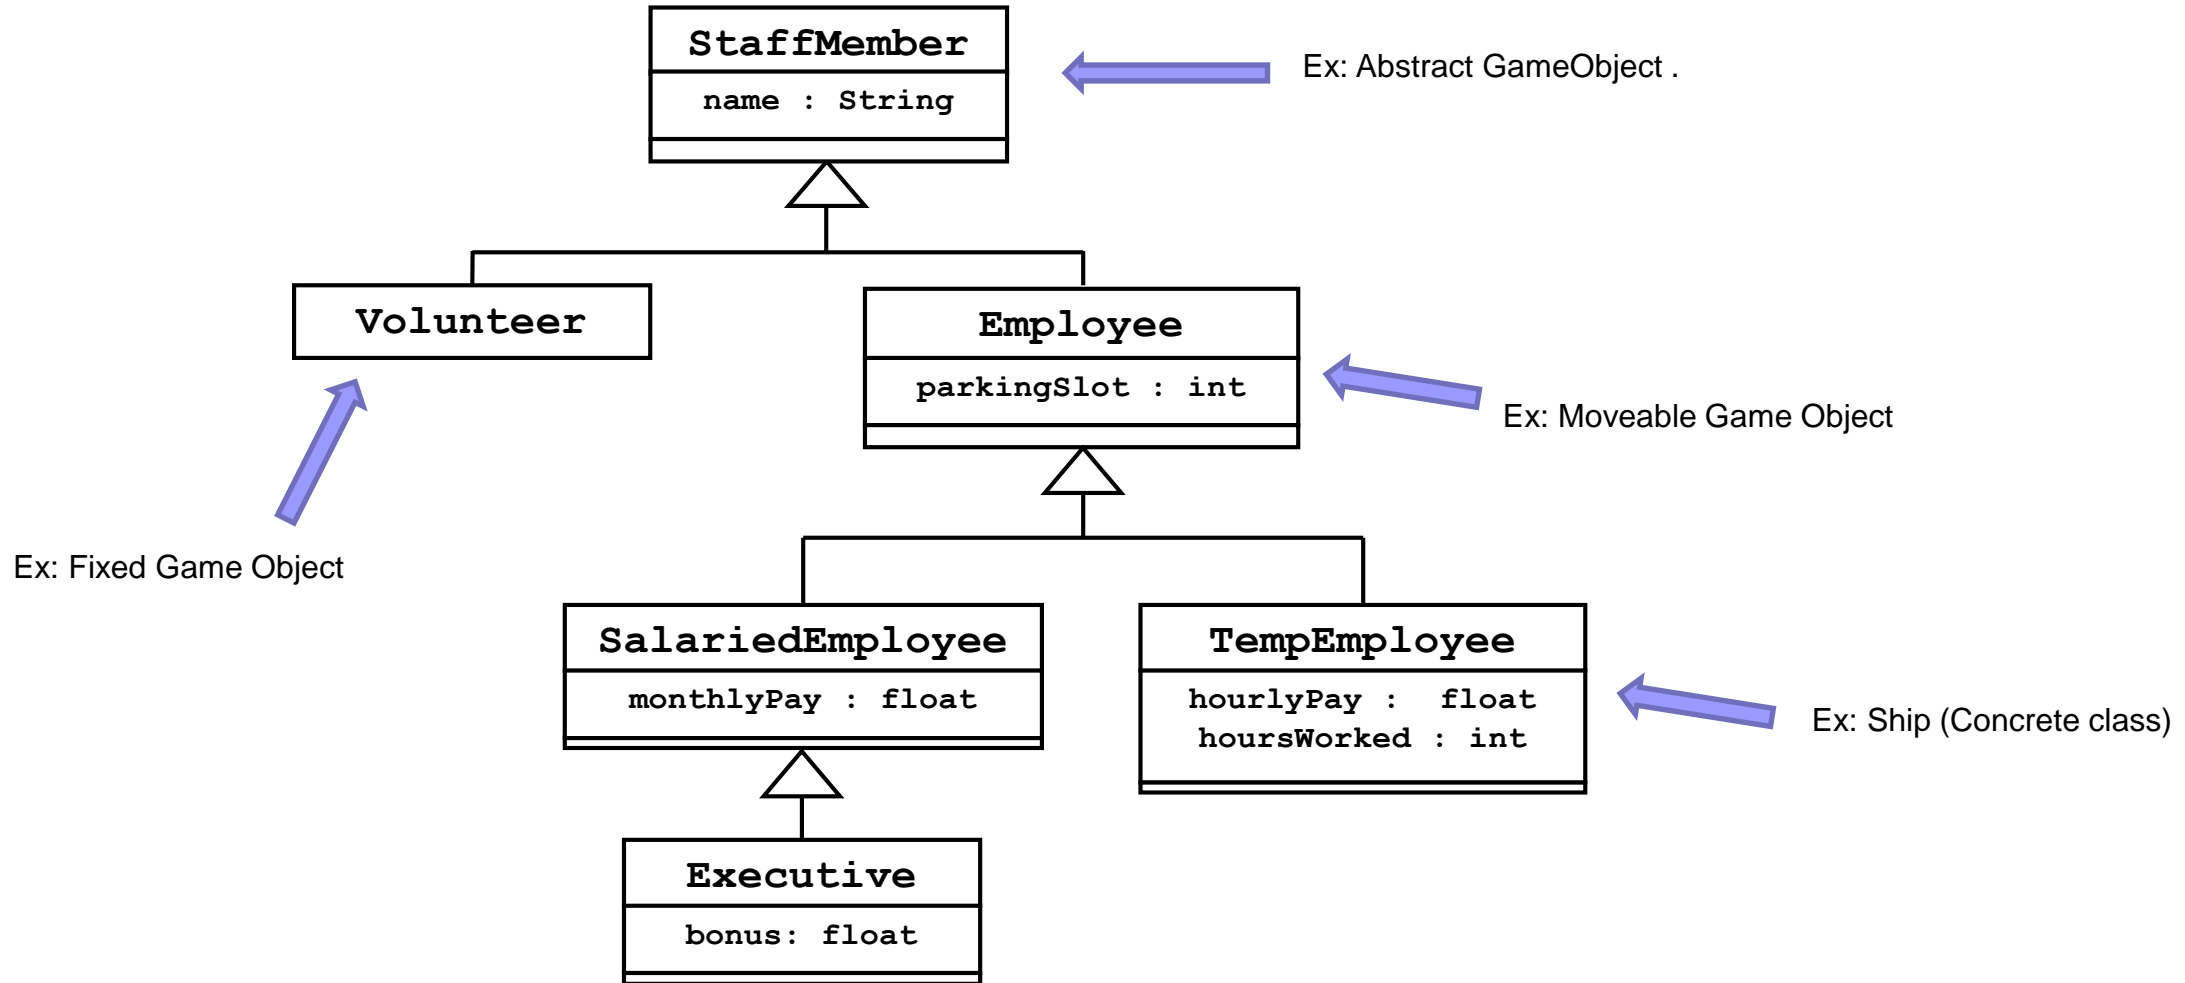 StaffMember
name : String
Ex: Abstract GameObject .
Volunteer
Employee
parkingSlot : int
Ex: Moveable Game Object
Ex: Fixed Game Object
SalariedEmployee
monthlyPay : float
TempEmployee
hourlyPay :  float
hoursWorked : int
Ex: Ship (Concrete class)
Executive
bonus: float